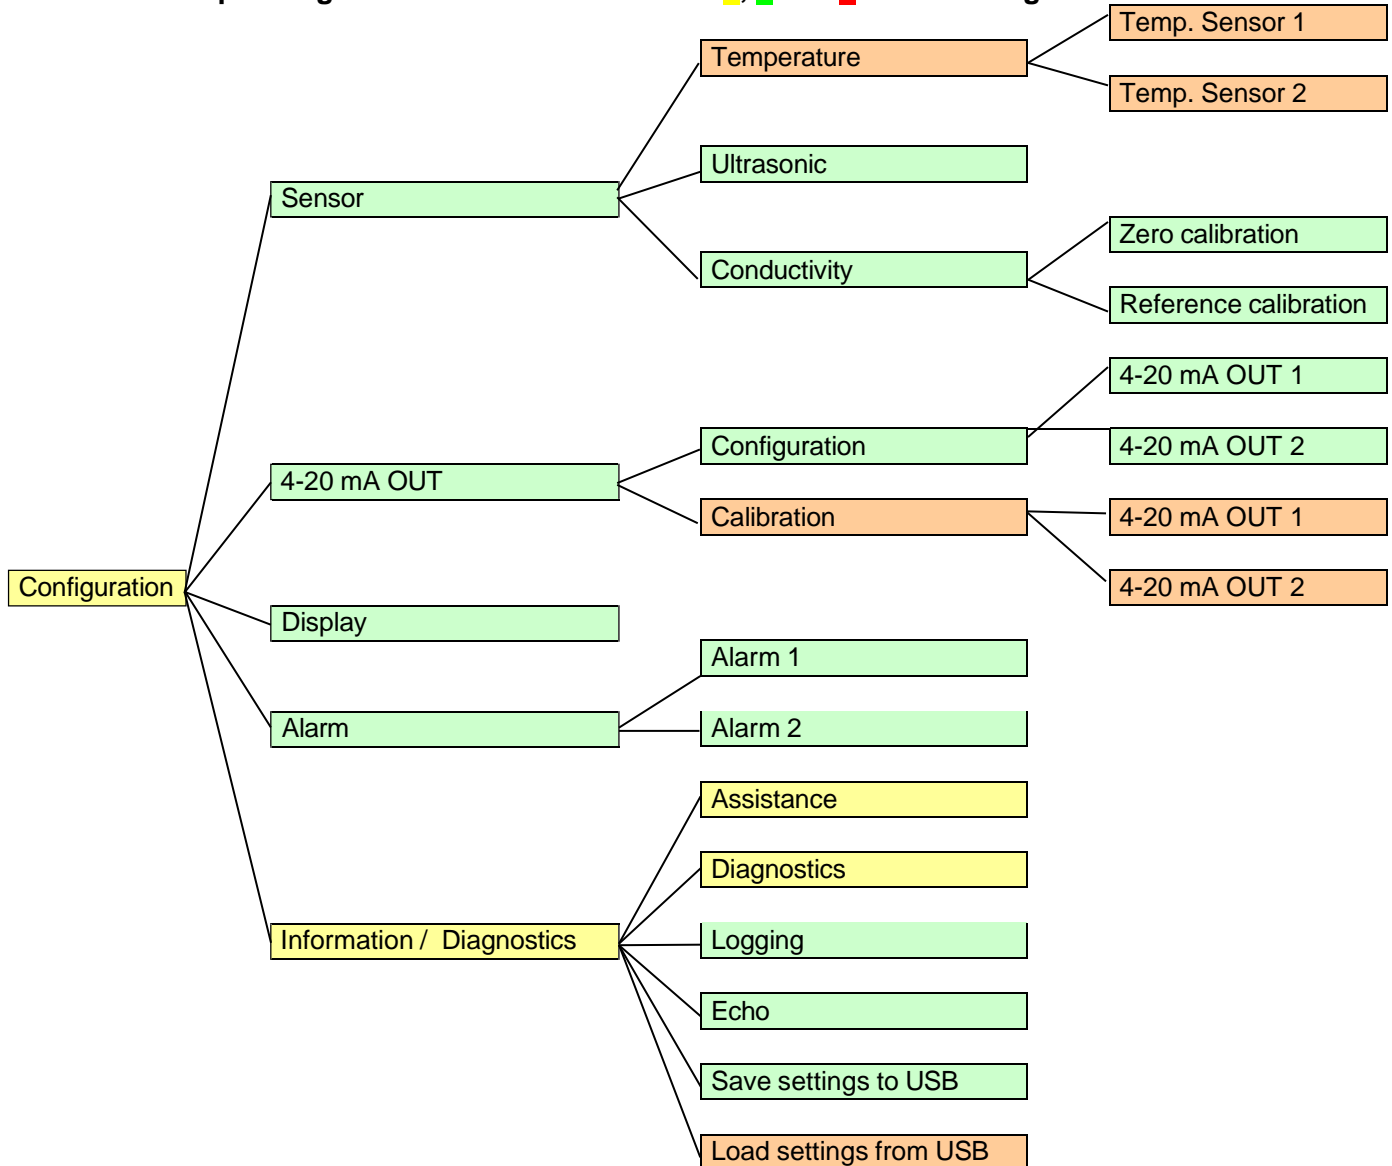 Temp. Sensor 1
Temperature
Temp. Sensor 2
Ultrasonic
Sensor
Zero calibration
Conductivity
Reference calibration
4-20 mA OUT 1
Configuration
4-20 mA OUT 2
4-20 mA OUT
Calibration
4-20 mA OUT 1
Configuration
4-20 mA OUT 2
Display
Alarm 1
Alarm
Alarm 2
Assistance
Diagnostics
Information / Diagnostics
Logging
Echo
Save settings to USB
Load settings from USB